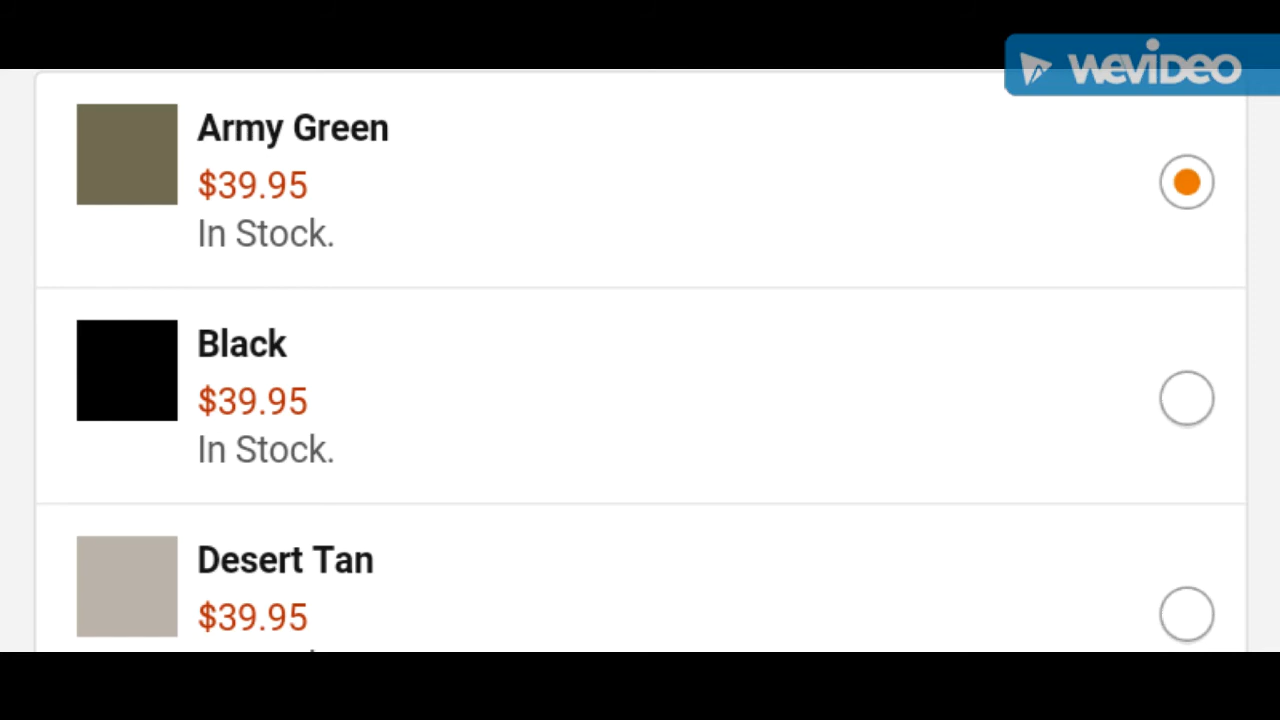 WEVIDEO
Army Green
$39.95
In Stock.
Black
$39.95
In Stock.
Desert Tan
$39.95